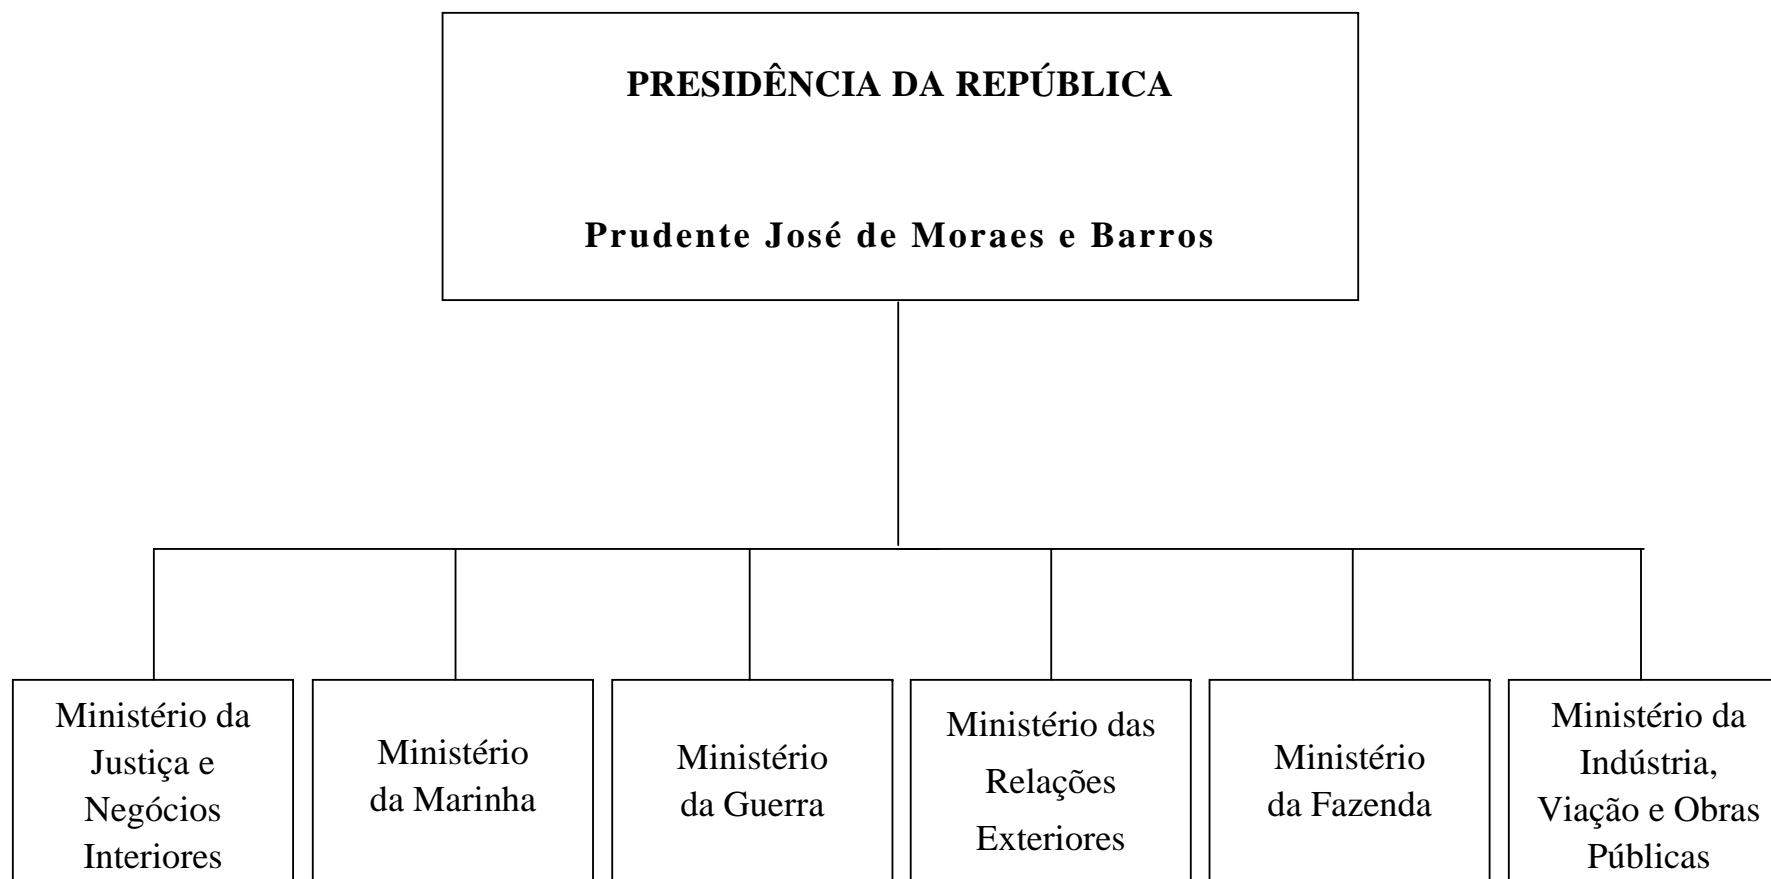 PRESIDÊNCIA DA REPÚBLICA
Prudente José de Moraes e Barros
Ministério da
Justiça e
Negócios
Interiores
Ministério
da Marinha
Ministério
da Guerra
Ministério das
Relações
Exteriores
Ministério
da Fazenda
Ministério da
Indústria,
Viação e Obras
Públicas